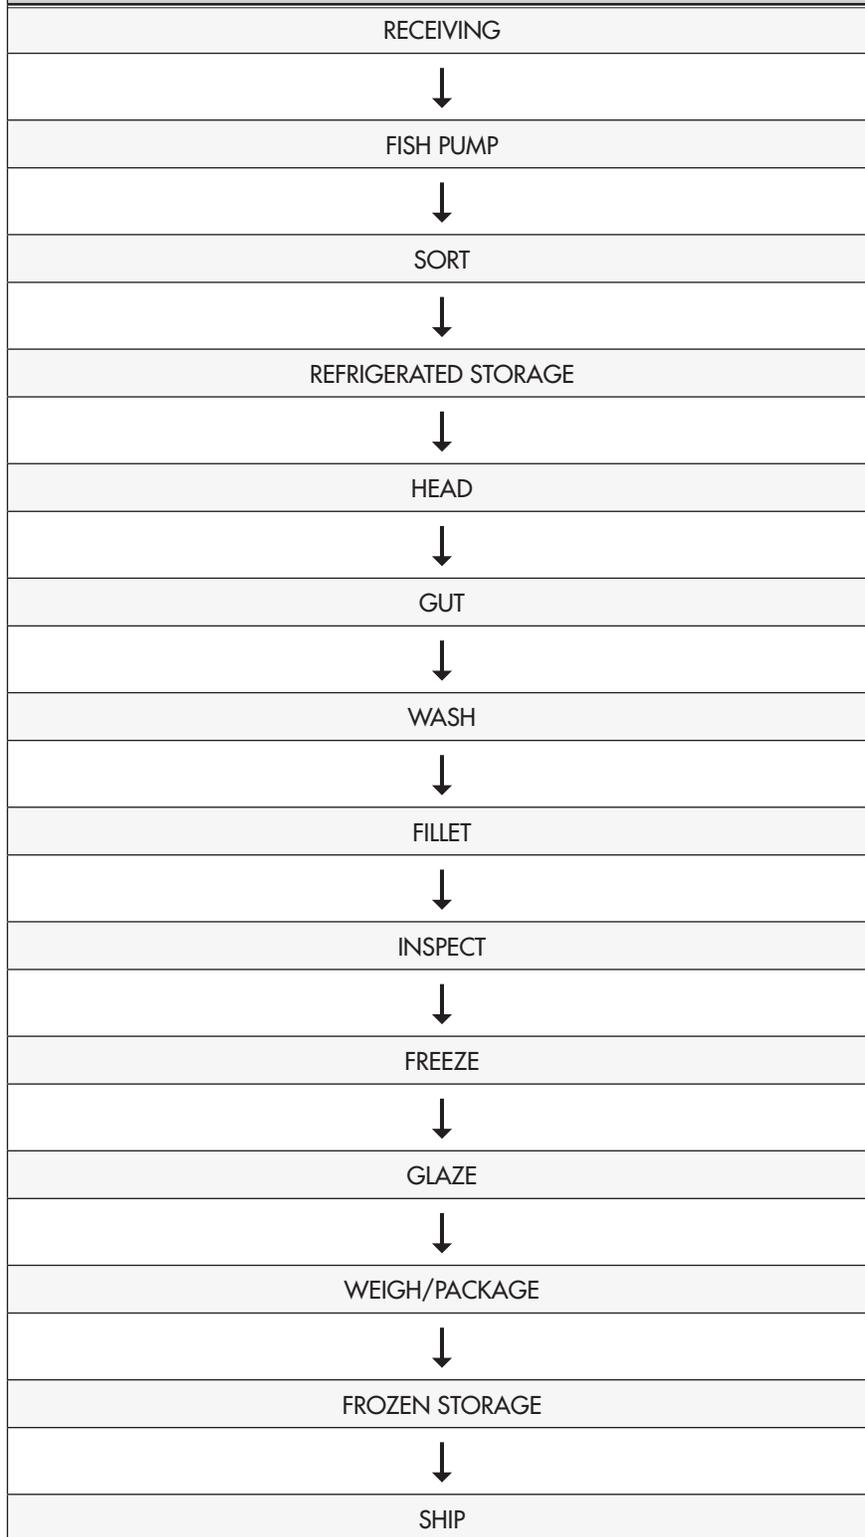 RECEIVING
FISH PUMP
SORT
REFRIGERATED STORAGE
HEAD
GUT
WASH
FILLET
INSPECT
FREEZE
GLAZE
WEIGH/PACKAGE
FROZEN STORAGE
SHIP